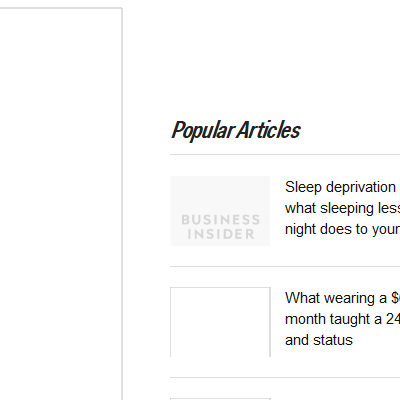 Popular Articles
BUSINESS
INSIDER
Sleep deprivation
what sleeping less
night does to your
What wearing a
month taught a 24
and status